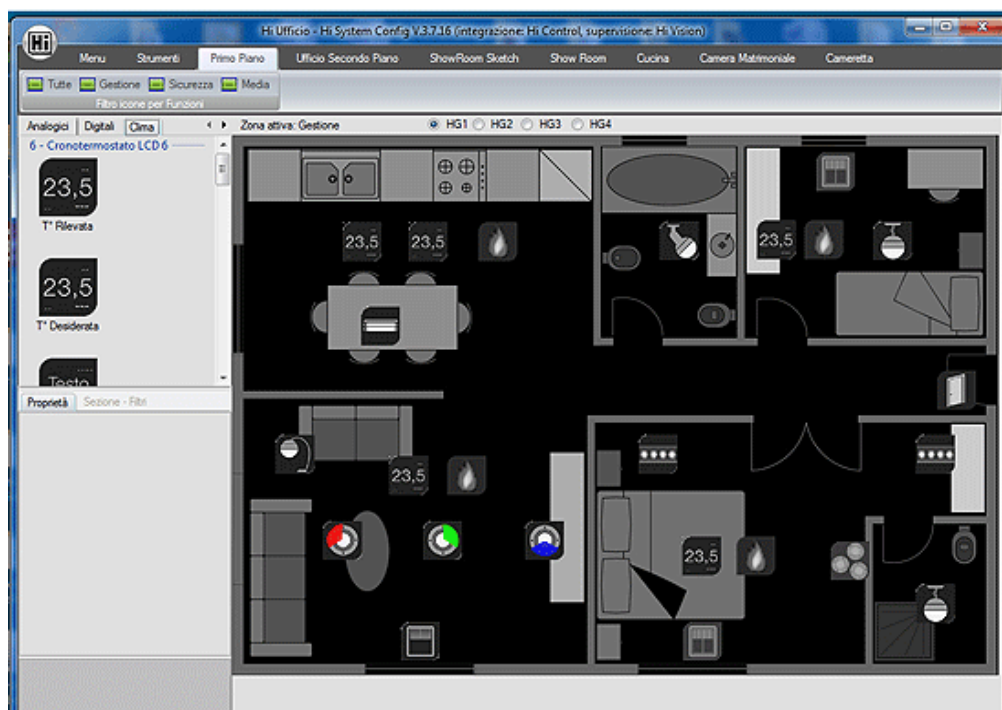 Hi Ufficio - Hi System Config V.3.7.16 (integrazione: Hi Control, supervisione: Hi Vision)
Hi
Menu Strumenti Primo Piano Ufficio Secondo Piano ShowRoom Sketch Show Room Cucina Camera Matrimoniale Cameretta
Tutte Gestione Sicurezza Media
Filtro icone per Funzioni
Analogici Digitali Clima Zona attiva: Gestione HG1 HG2 HG3 HG4
6 - Cronotermostato LCD 6
23,5
T° Rilevata
23,5
T° Desiderata
Testo
Proprietà Sezione - Filtri
23,5 23,5 23,5
23,5
23,5